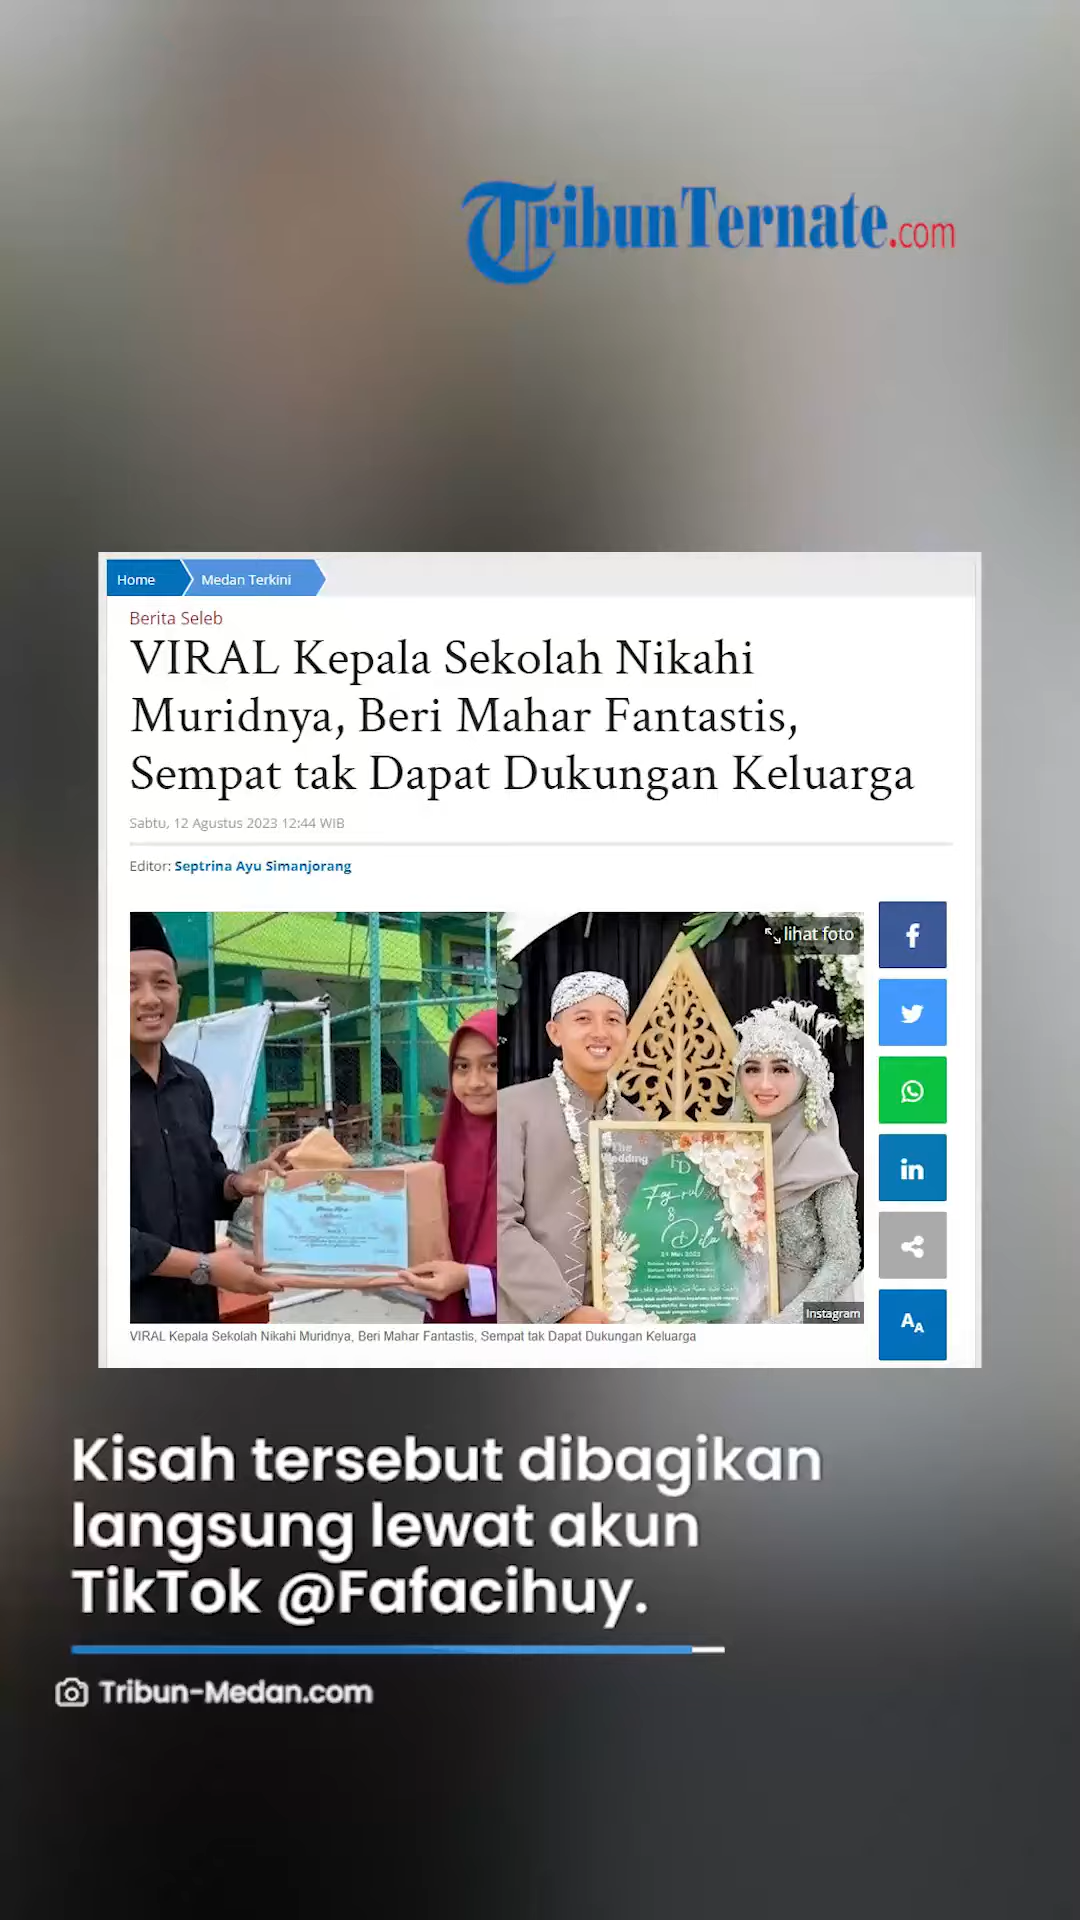 TribunTernate.com
Home
Medan Terkini
Berita Seleb
VIRAL Kepala Sekolah Nikahi
Muridnya, Beri Mahar Fantastis,
Sempat tak Dapat Dukungan Keluarga
Sabtu, 12 Agustus 2023 12:44 WIB
Editor: Septrina Ayu Simanjorang
lihat foto
The
Wedding
FD
Fajrul
&
Dila
Instagram
VIRAL Kepala Sekolah Nikahi Muridnya, Beri Mahar Fantastis, Sempat tak Dapat Dukungan Keluarga
f
in
AA
Kisah tersebut dibagikan
langsung lewat akun
TikTok @Fafacihuy.
Tribun-Medan.com